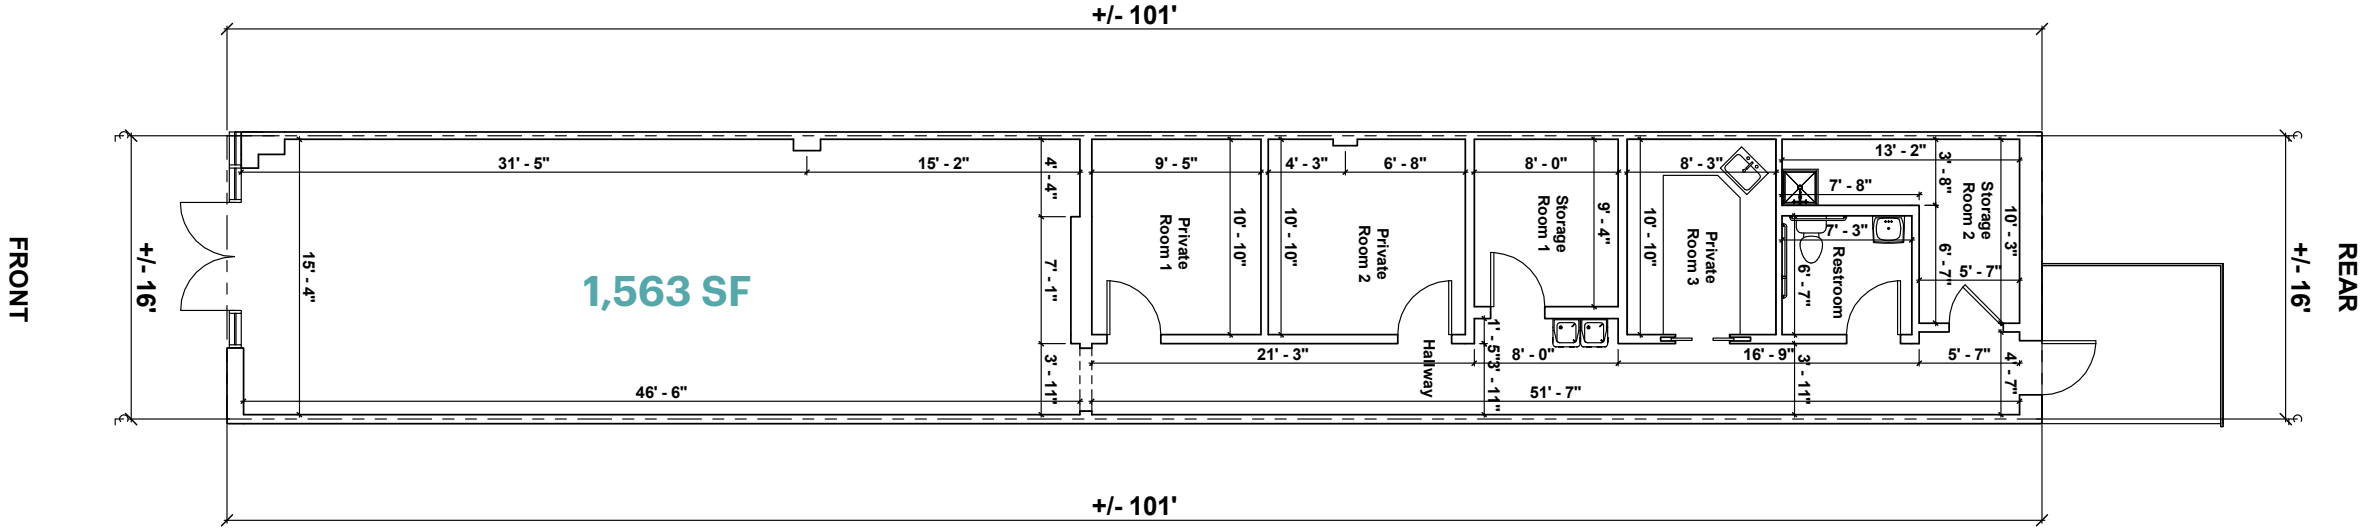 +/- 101'
31' - 5"
15' - 2"
4' - 4"
9' - 5"
4' - 3"
6' - 8"
8' - 0"
8' - 3"
13' - 2"
3' - 8"
7' - 8"
Storage
Room 2
10' - 3"
10' - 10"
10' - 10"
9' - 4"
10' - 10"
Private
Room 1
Private
Room 2
Storage
Room 1
Private
Room 3
7' - 3"
Restroom
6' - 7"
6' - 7"
5' - 7"
FRONT
+/- 16'
15' - 4"
1,563 SF
7' - 1"
+/- 16'
REAR
3' - 11"
21' - 3"
Hallway
1' - 5"
3' - 11"
8' - 0"
16' - 9"
3' - 11"
5' - 7"
4' - 7"
46' - 6"
51' - 7"
+/- 101'